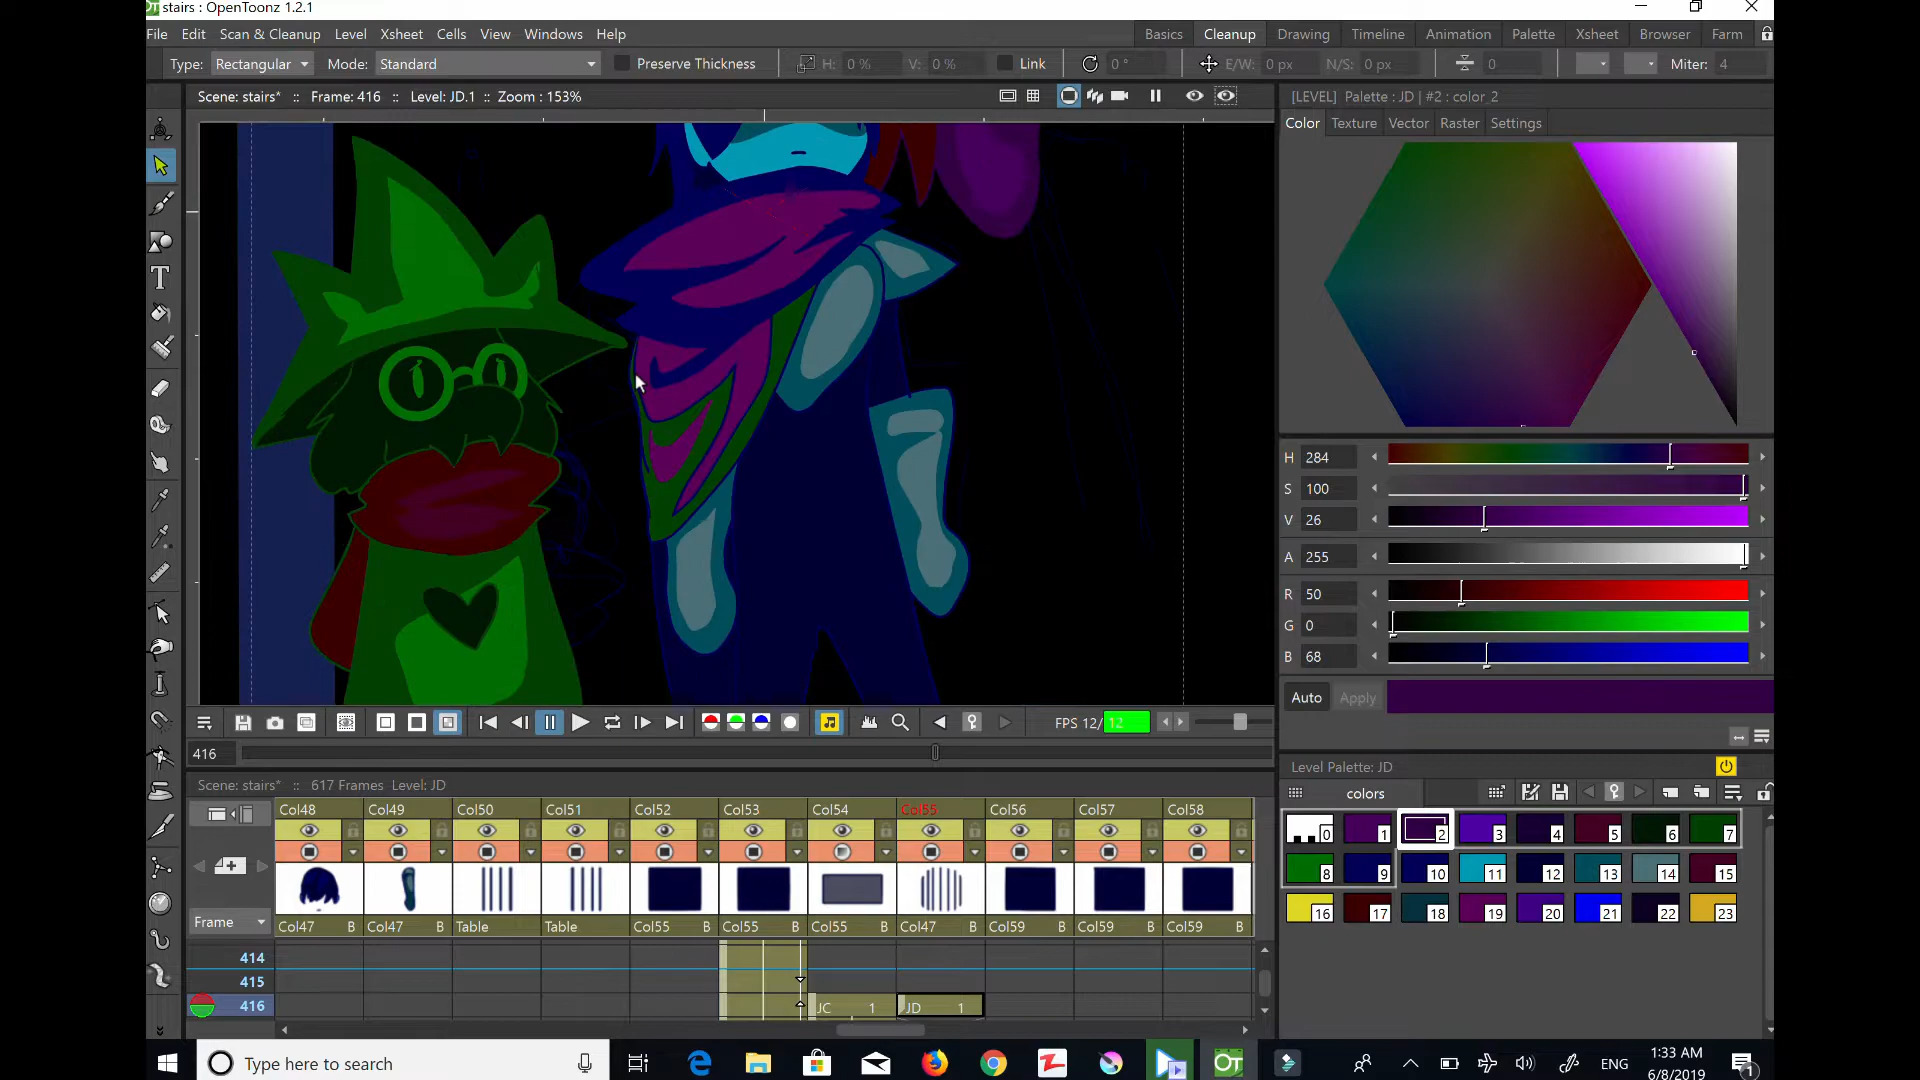 stairs : OpenToonz 1.2.1
File Edit Scan & Cleanup Level Xsheet Cells View Windows Help
Basics Cleanup Drawing Timeline Animation Palette Xsheet Browser Farm
Type: Rectangular Mode: Standard Preserve Thickness H: 0 % V: 0 % Link 0 ° E/W: 0 px N/S: 0 px 0 Miter: 4
Scene: stairs* :: Frame: 416 :: Level: JD.1 :: Zoom : 153%
[LEVEL] Palette : JD | #2 : color_2
Color Texture Vector Raster Settings
H 284
S 100
V 26
A 255
R 50
G 0
B 68
Auto Apply
FPS 12/12
416
Scene: stairs* :: 617 Frames Level: JD
Col48 Col49 Col50 Col51 Col52 Col53 Col54 Col55 Col56 Col57 Col58
Frame
Col47 B Col47 B Table Table Col55 B Col55 B Col55 B Col47 B Col59 B Col59 B Col59 B
414
415
416 JC 1 JD 1
Level Palette: JD
colors
0 1 2 3 4 5 6 7
8 9 10 11 12 13 14 15
16 17 18 19 20 21 22 23
Type here to search
ENG
1:33 AM
6/8/2019
1